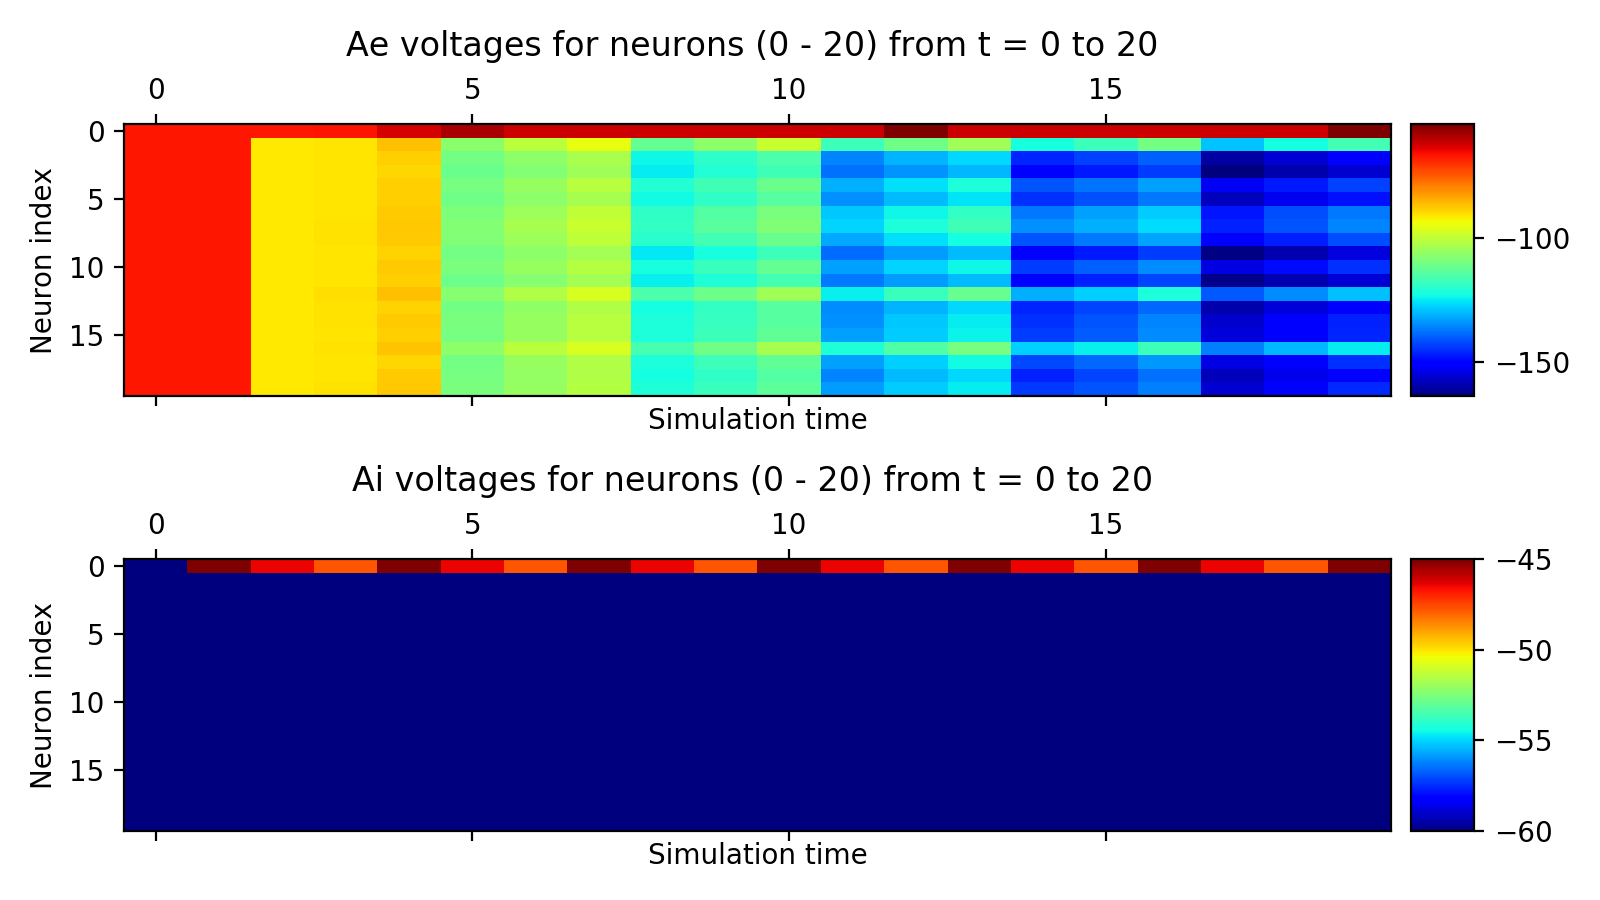 Ae voltages for neurons (0 - 20) from t = 0 to 20
0 5 10 15
0
5
10
15
Neuron index
−100
−150
Simulation time
Ai voltages for neurons (0 - 20) from t = 0 to 20
0 5 10 15
0
5
10
15
Neuron index
−45
−50
−55
−60
Simulation time